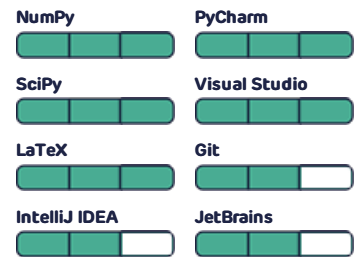 NumPy
PyCharm
SciPy
Visual Studio
LaTeX
Git
IntelliJ IDEA
JetBrains